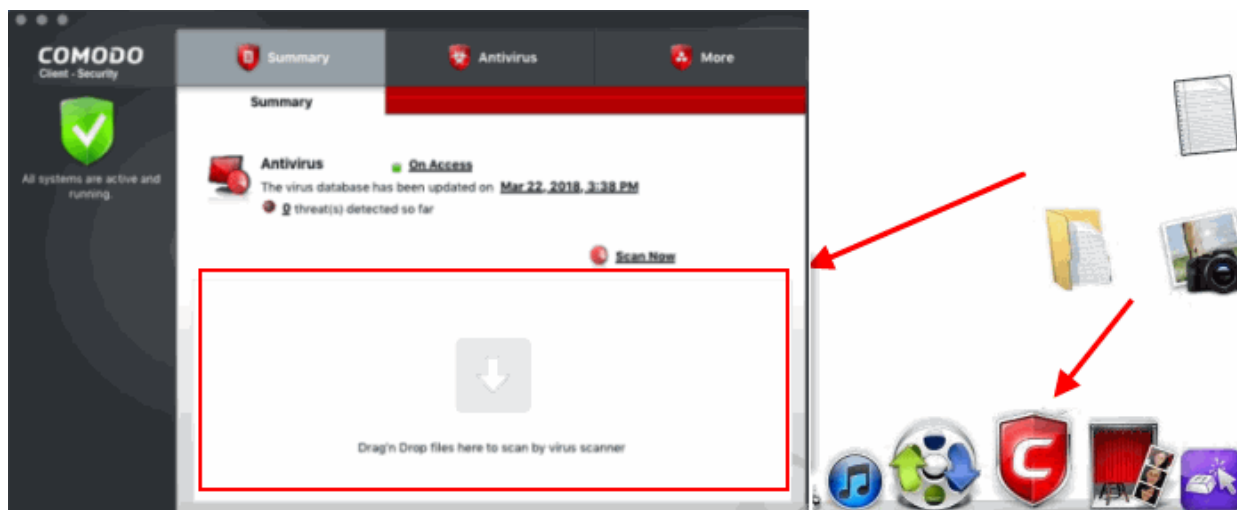 COMODO
Client - Security
Summary
Antivirus
More
Summary
All systems are active and
running.
Antivirus
On Access
The virus database has been updated on Mar 22, 2018, 3:38 PM
0 threat(s) detected so far
Scan Now
Drag'n Drop files here to scan by virus scanner
C